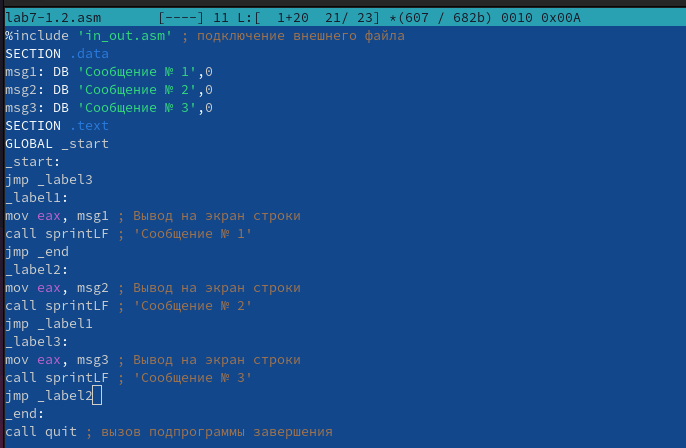 lab7-1.2.asm [----] 11 L:[ 1+20 21/ 23] *(607 / 682b) 0010 0x00A
%include 'in_out.asm' ; подключение внешнего файла
SECTION .data
msg1: DB 'Сообщение № 1',0
msg2: DB 'Сообщение № 2',0
msg3: DB 'Сообщение № 3',0
SECTION .text
GLOBAL _start
_start:
jmp _label3
_label1:
mov eax, msg1 ; Вывод на экран строки
call sprintLF ; 'Сообщение № 1'
jmp _end
_label2:
mov eax, msg2 ; Вывод на экран строки
call sprintLF ; 'Сообщение № 2'
jmp _label1
_label3:
mov eax, msg3 ; Вывод на экран строки
call sprintLF ; 'Сообщение № 3'
jmp _label2
_end:
call quit ; вызов подпрограммы завершения